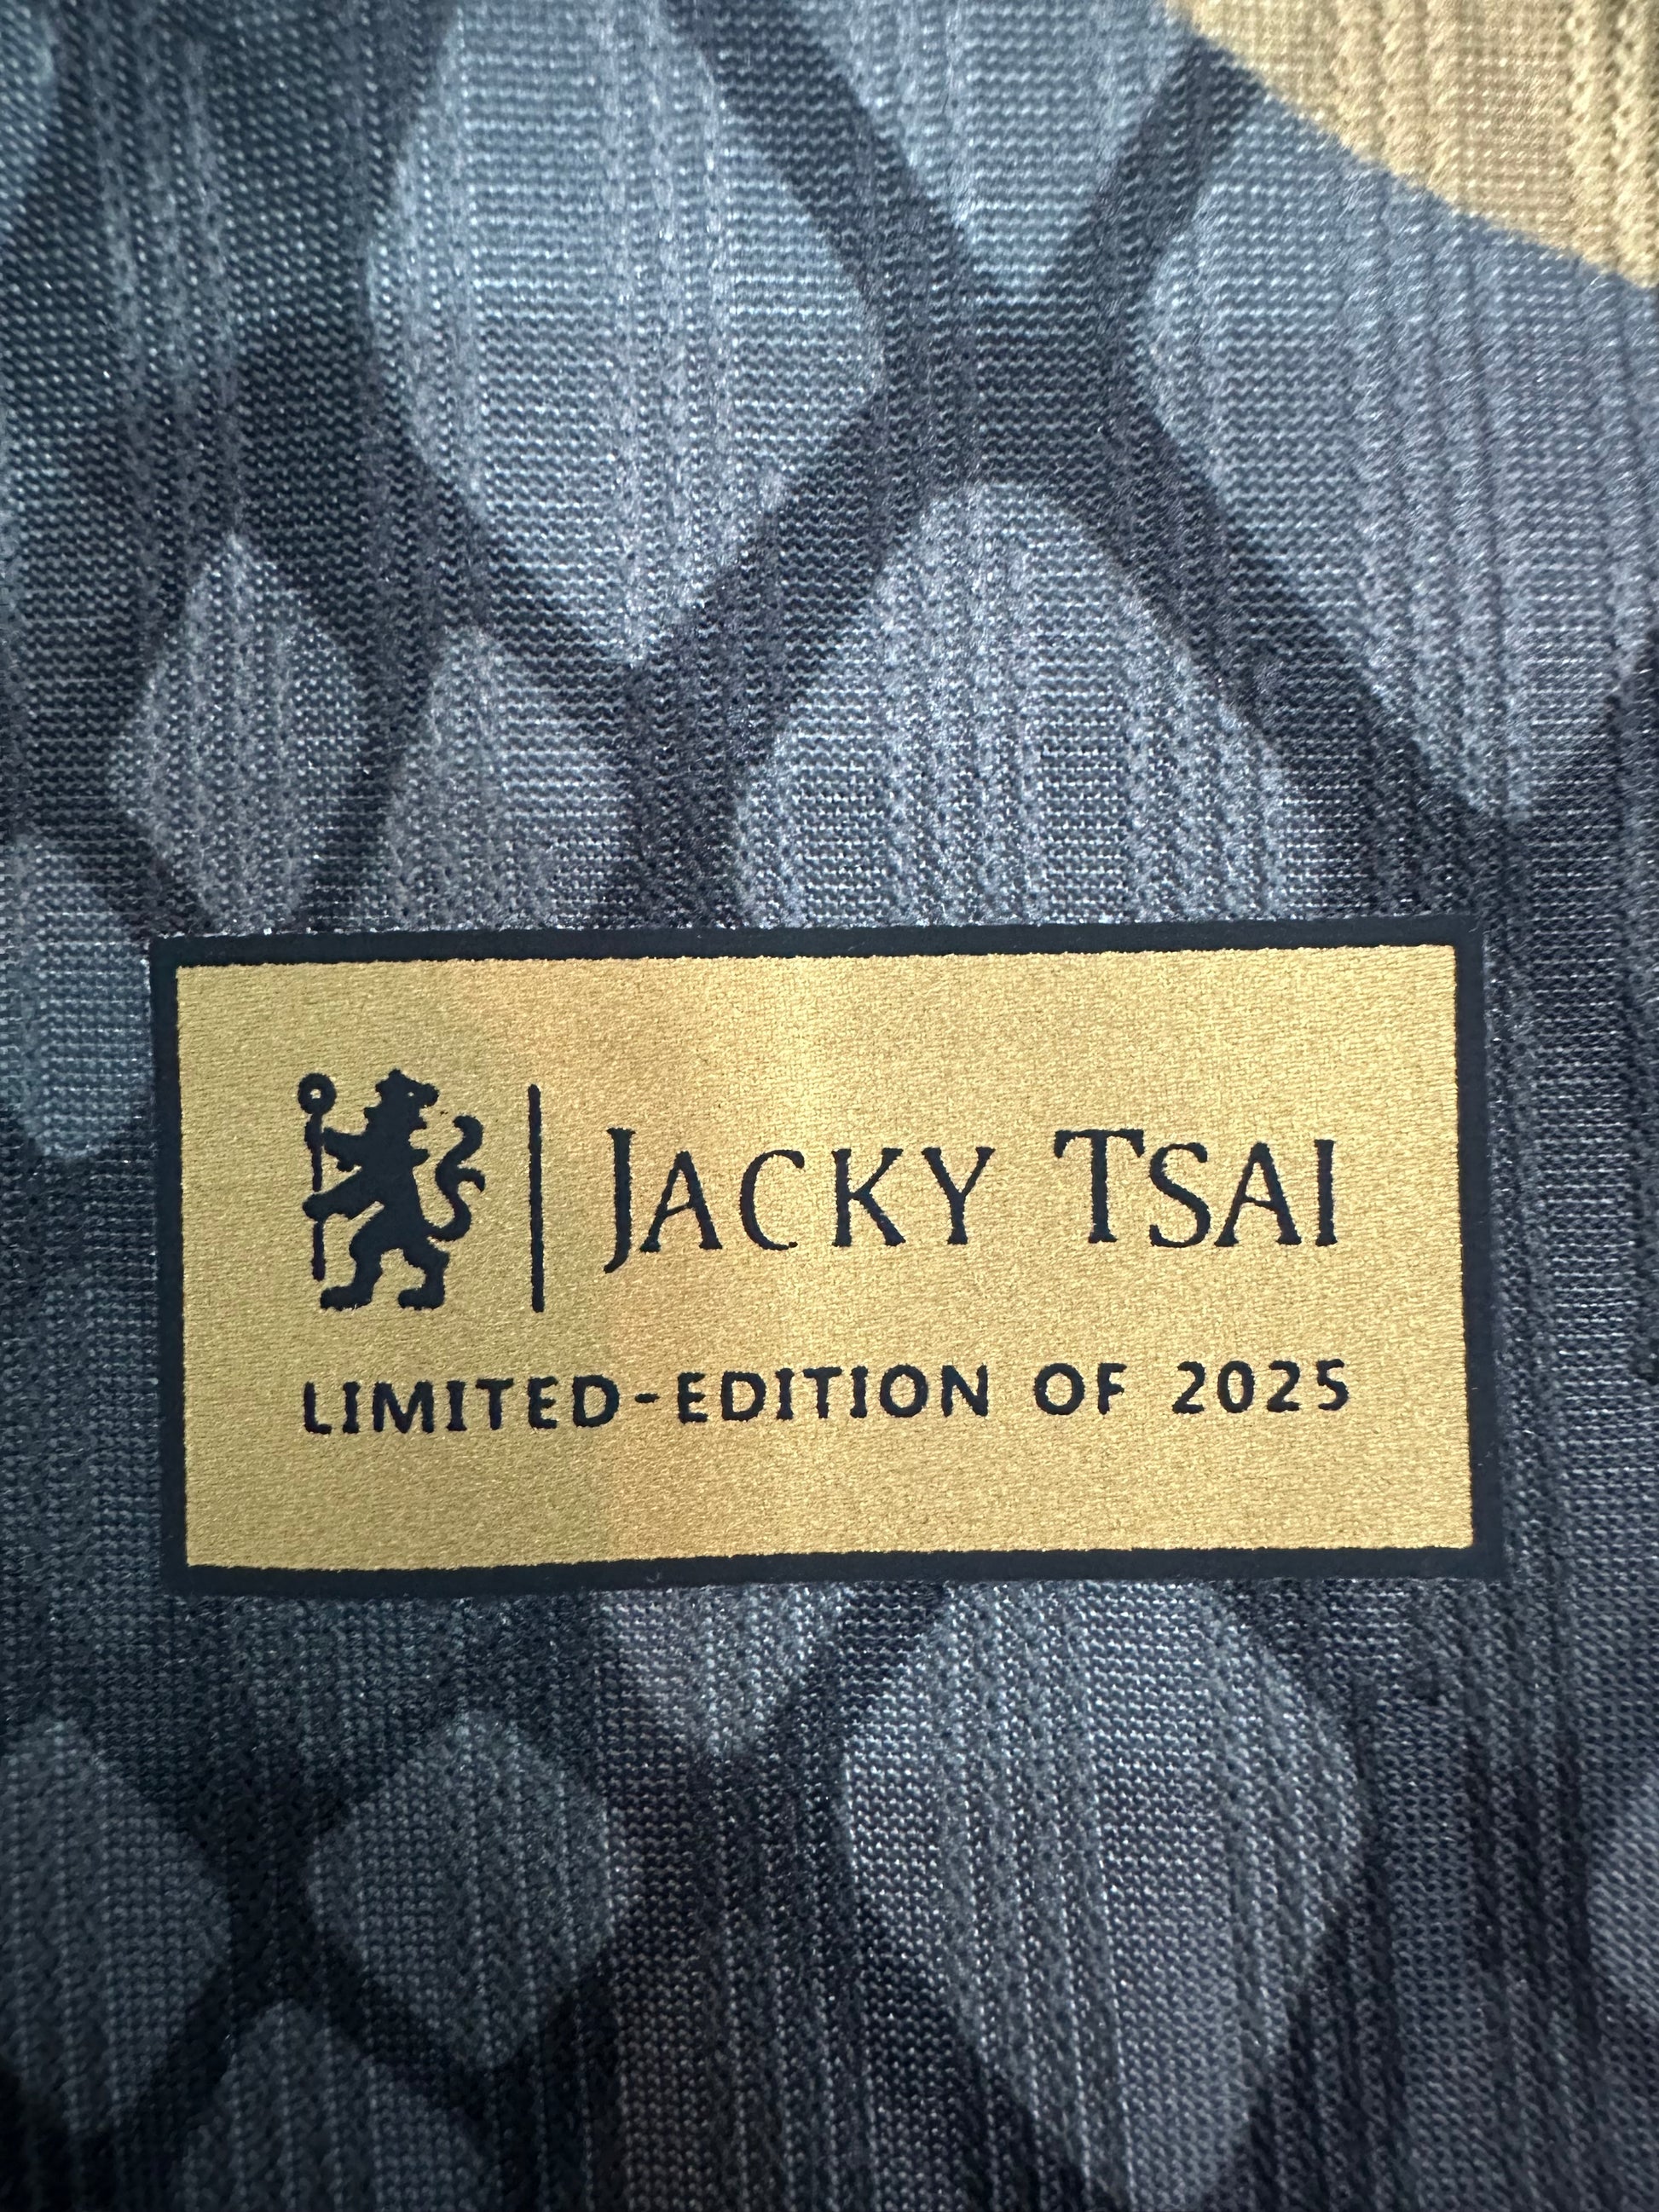 JACKY TSAI
LIMITED-EDITION OF 2025